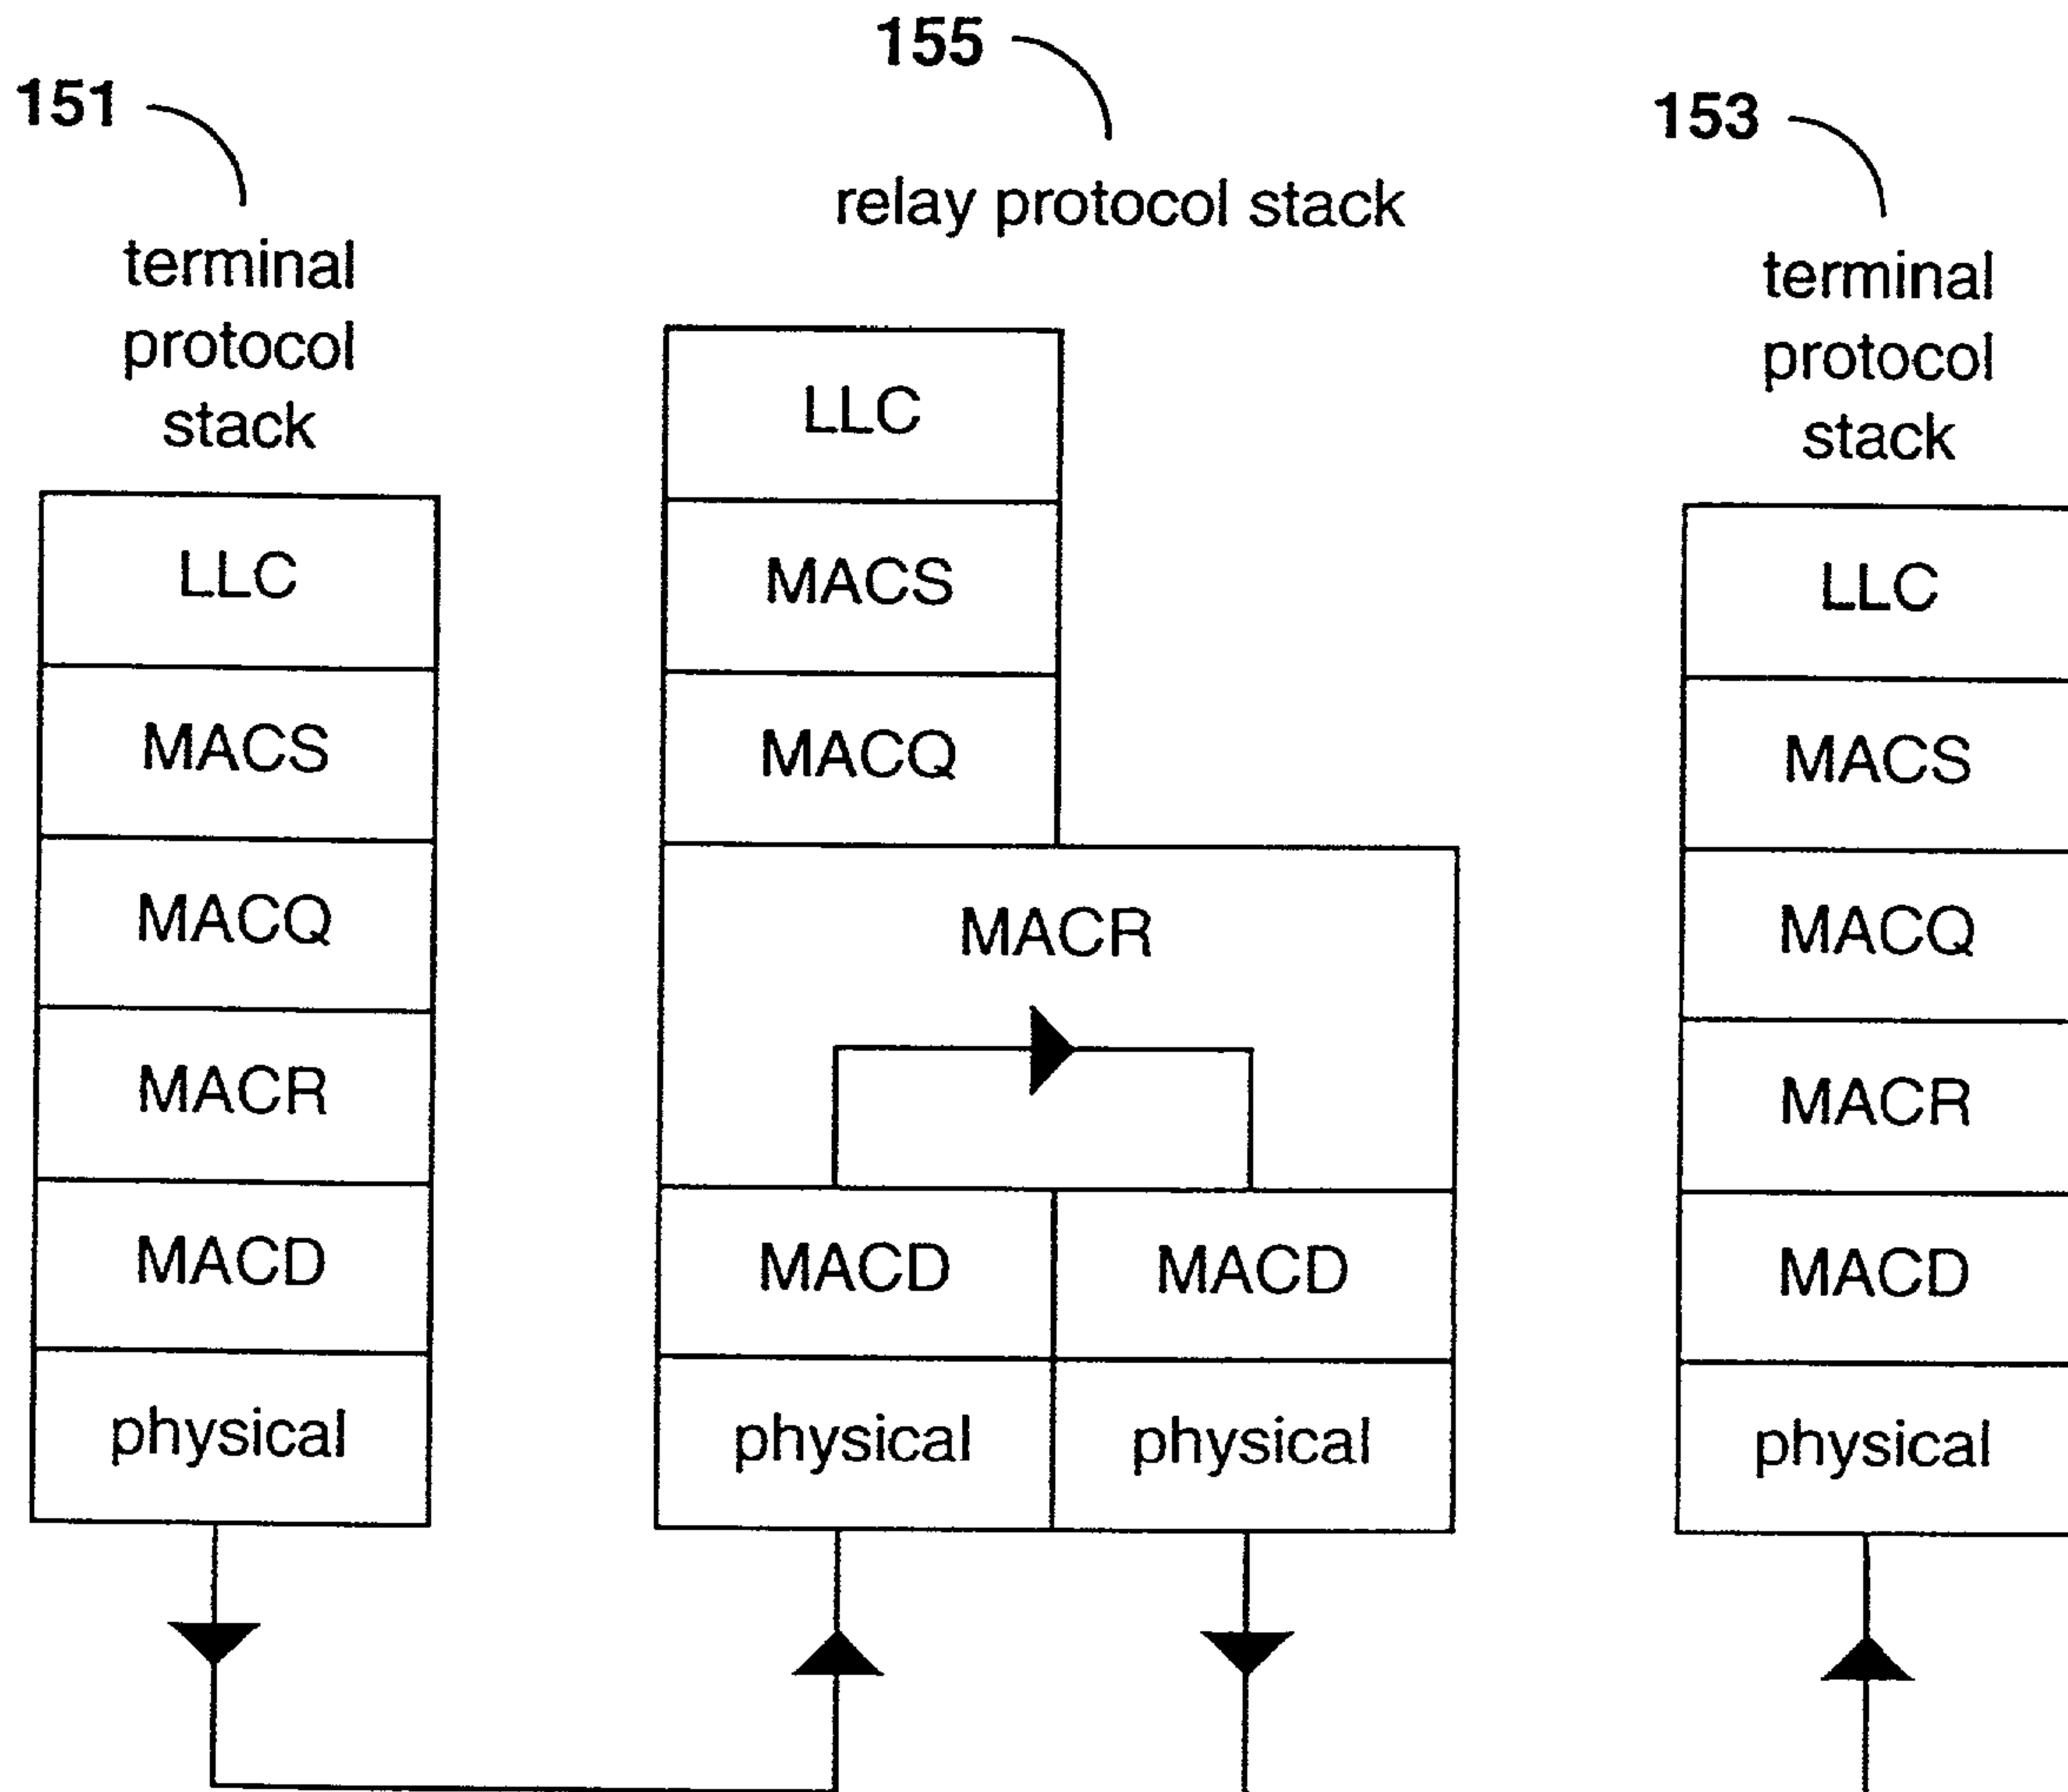 151
terminal
protocol
stack
LLC
MACS
MACQ
MACR
MACD
physical
155
relay protocol stack
LLC
MACS
MACQ
MACR
MACD MACD
physical physical
153
terminal
protocol
stack
LLC
MACS
MACQ
MACR
MACD
physical